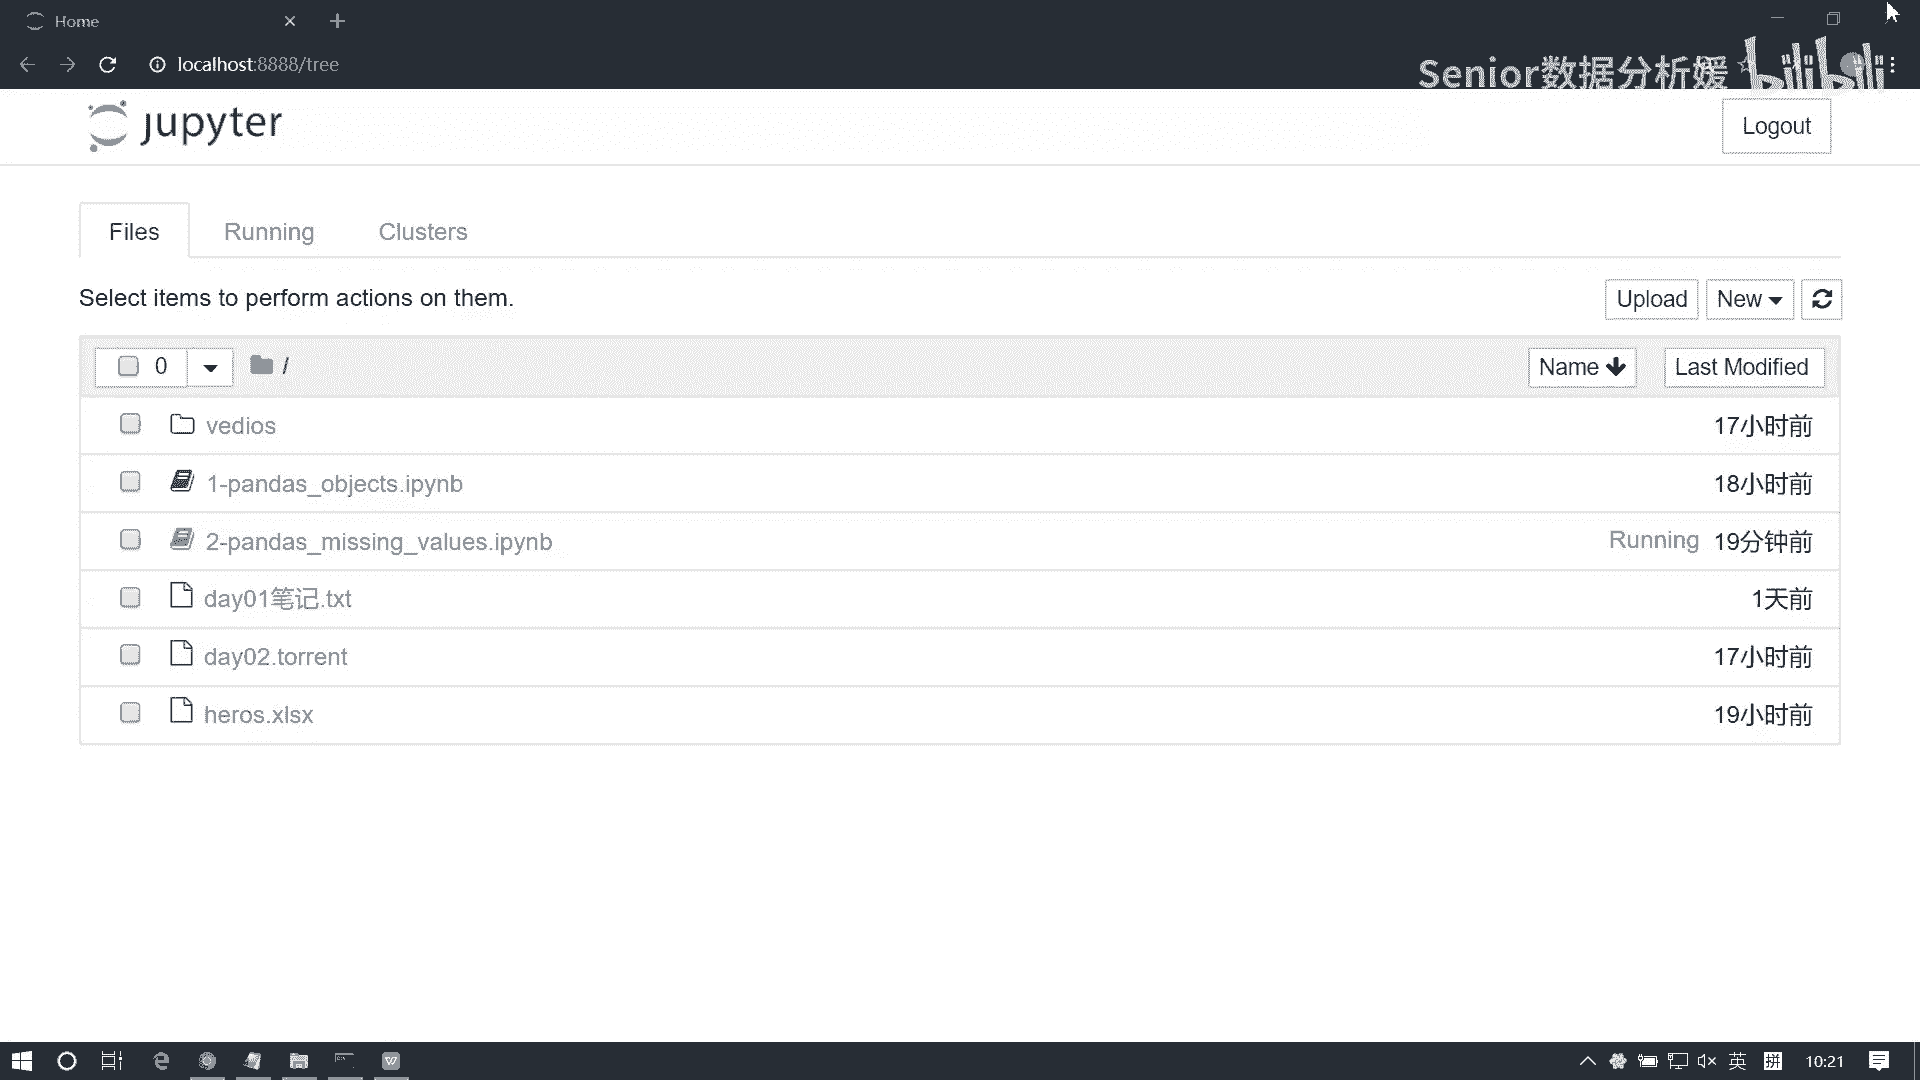 Home
localhost:8888/tree
Senior数据分析媛 bilibili
jupyter
Logout
Files Running Clusters
Select items to perform actions on them.
Upload New
0 /
Name Last Modified
vedios 17小时前
1-pandas_objects.ipynb 18小时前
2-pandas_missing_values.ipynb Running 19分钟前
day01笔记.txt 1天前
day02.torrent 17小时前
heros.xlsx 19小时前
英 拼 10:21